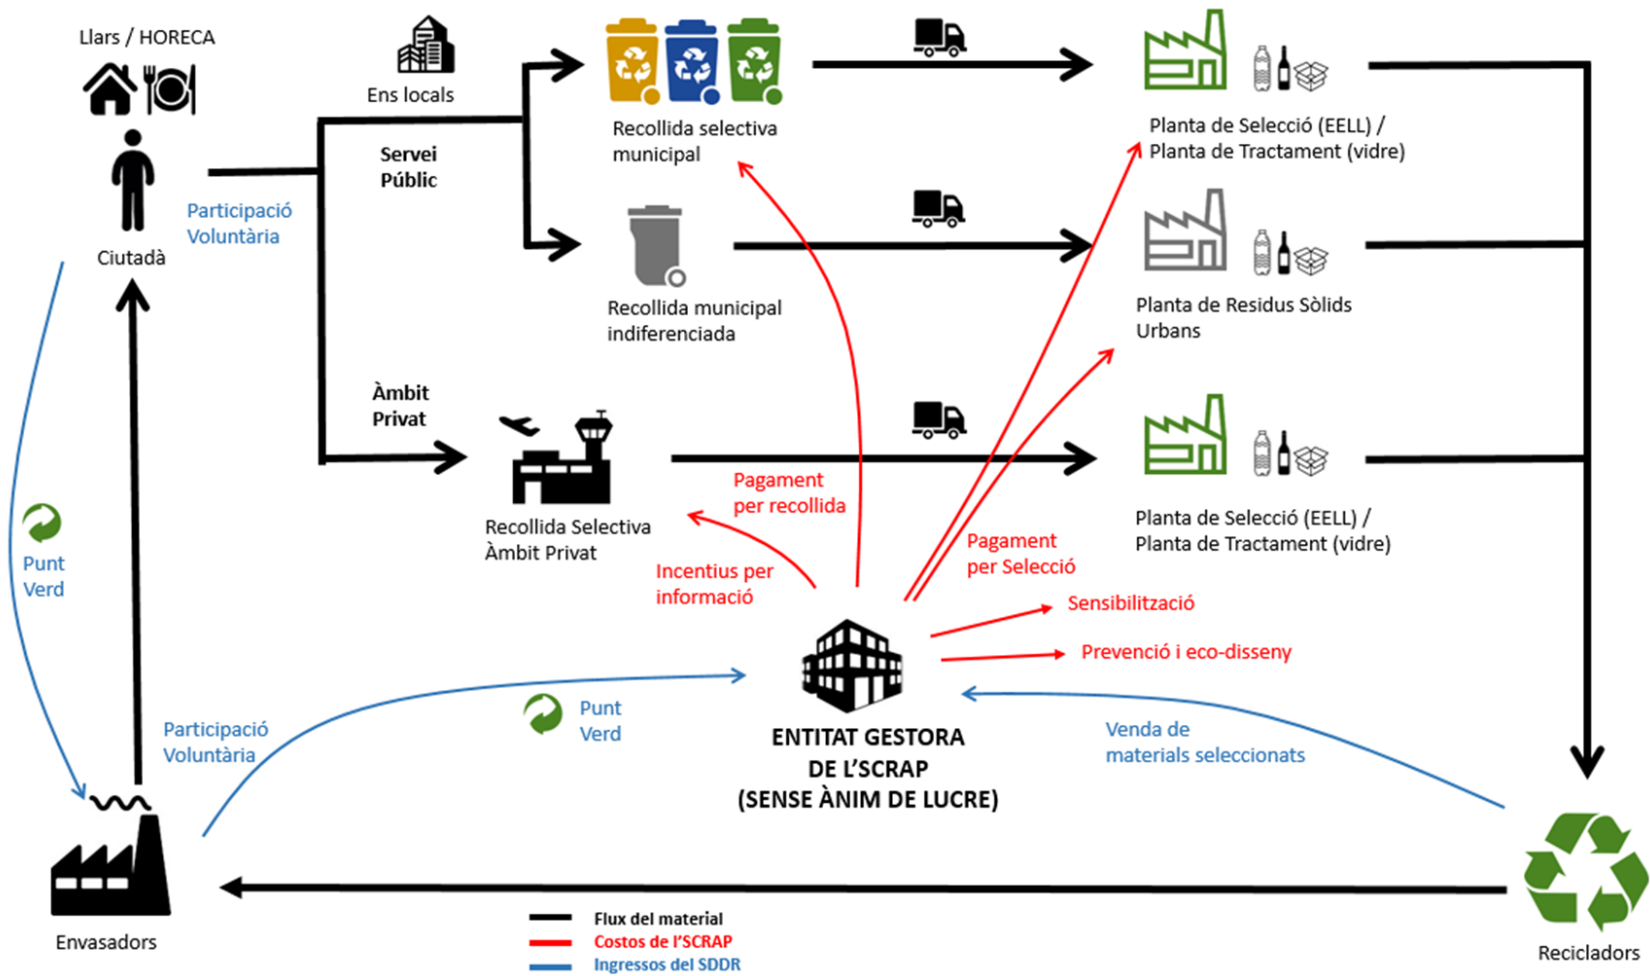 Llars / HORECA
Ens locals
Servei
Públic
Participació
Voluntària
Ciutadà
Recollida selectiva
municipal
Planta de Selecció (EELL) /
Planta de Tractament (vidre)
Recollida municipal
indiferenciada
Planta de Residus Sòlids
Urbans
Àmbit
Privat
Recollida Selectiva
Àmbit Privat
Pagament
per recollida
Planta de Selecció (EELL) /
Planta de Tractament (vidre)
Punt
Verd
Incentius per
informació
Pagament
per Selecció
Sensibilització
Prevenció i eco-disseny
Participació
Voluntària
Punt
Verd
ENTITAT GESTORA
DE L'SCRAP
(SENSE ÀNIM DE LUCRE)
Venda de
materials seleccionats
Envasadors
Recicladors
Flux del material
Costos de l'SCRAP
Ingressos del SDDR